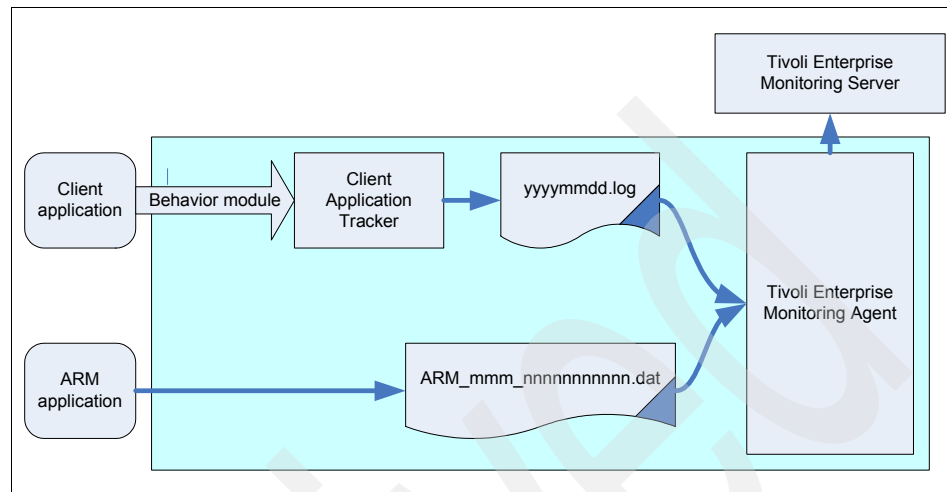 Tivoli Enterprise
Monitoring Server
Client
application
Behavior module
Client
Application
Tracker
yyyymmdd.log
Tivoli Enterprise
Monitoring Agent
ARM
application
ARM_mmm_nnnnnnnnnnn.dat